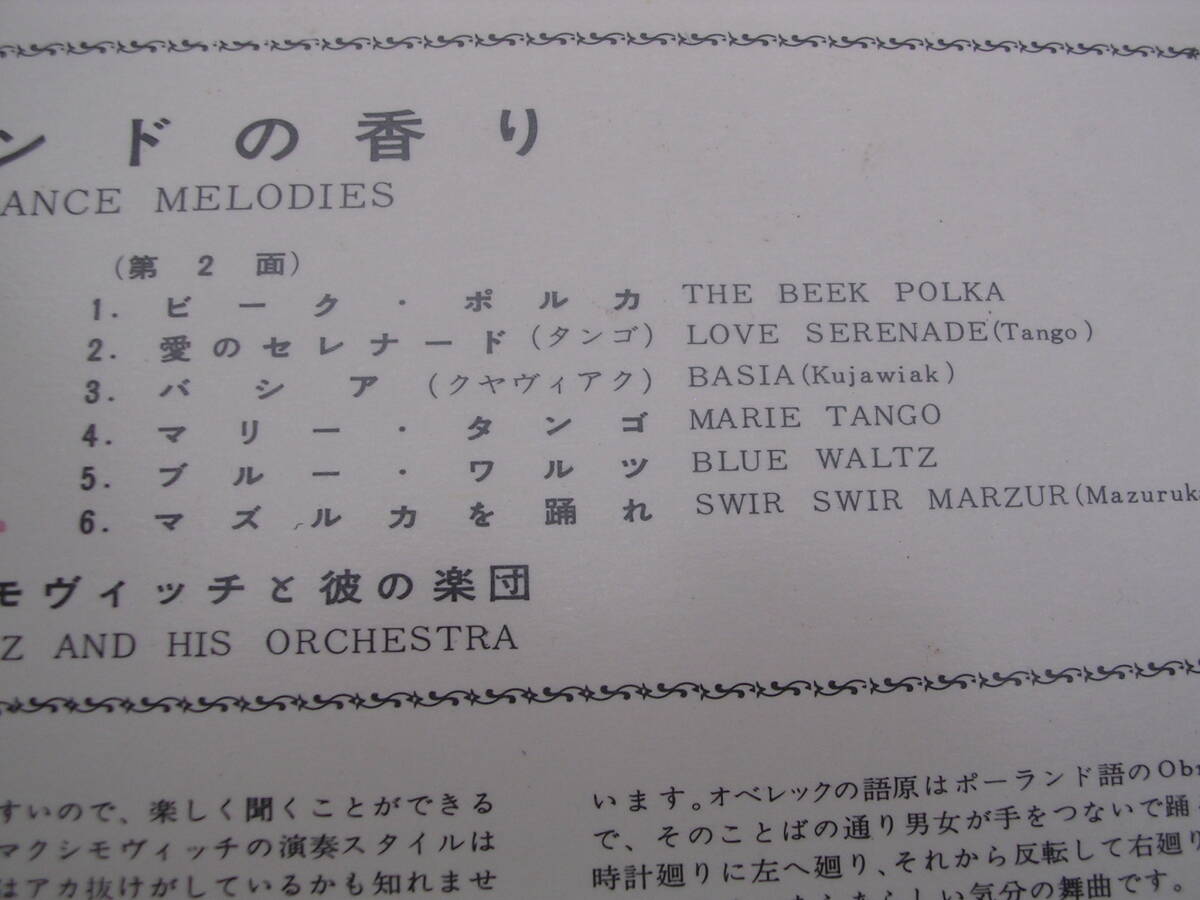 ンドの香り
ANCE MELODIES
(第2面)
1. ビーク・ポルカ THE BEEK POLKA
2. 愛のセレナード(タンゴ) LOVE SERENADE(Tango)
3. バシア(クヤヴィアク) BASIA(Kujawiak)
4. マリー・タンゴ MARIE TANGO
5. ブルー・ワルツ BLUE WALTZ
6. マズルカを踊れ SWIR SWIR MARZUR(Mazuruk
モヴィッチと彼の楽団
Z AND HIS ORCHESTRA
すいので、楽しく聞くことができる
マクシモヴィッチの演奏スタイルは
はアカ抜けがしているかも知れませ
います。オベレックの語原はポーランド語のObr
で、そのことばの通り男女が手をつないで踊
時計廻りに左へ廻り、それから反転して右廻り
らしい気分の舞曲です。